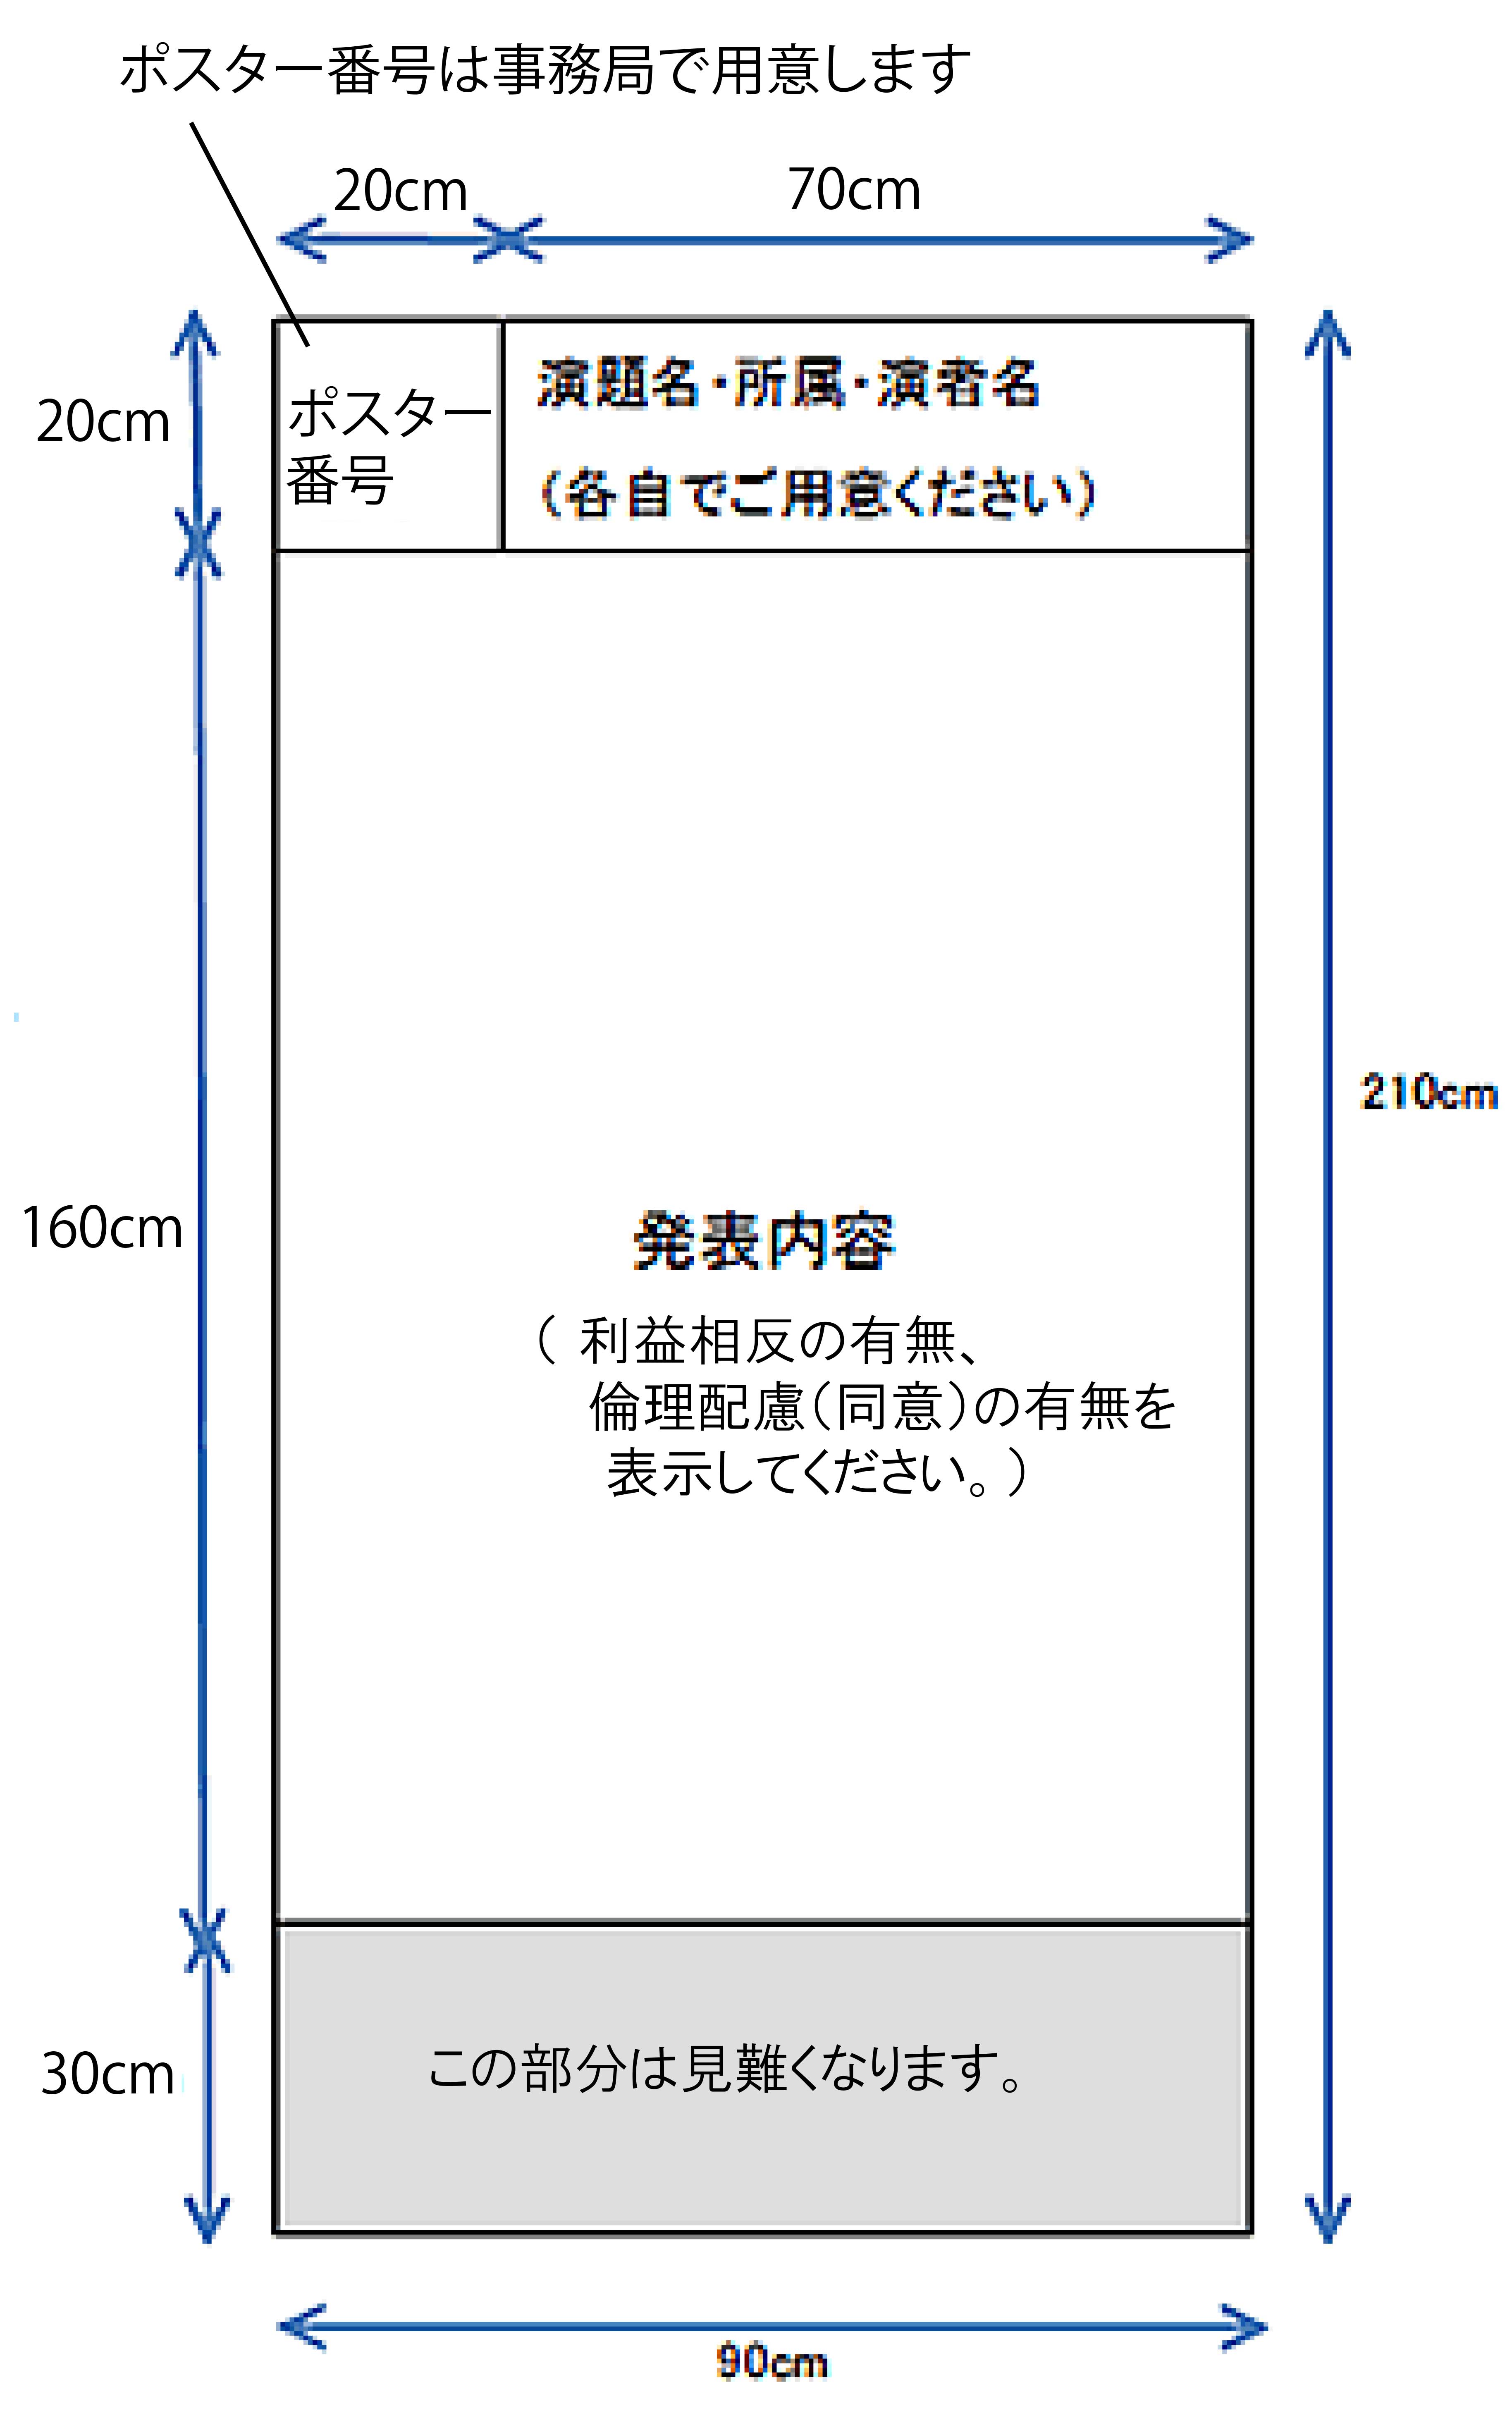 ポスター番号は事務局で用意します
20cm
70cm
20cm
ポスター
番号
演題名・所属・演者名
（各自でご用意ください）
210cm
160cm
発表内容
（ 利益相反の有無、
倫理配慮（同意）の有無を
表示してください。）
30cm
この部分は見難くなります。
90cm